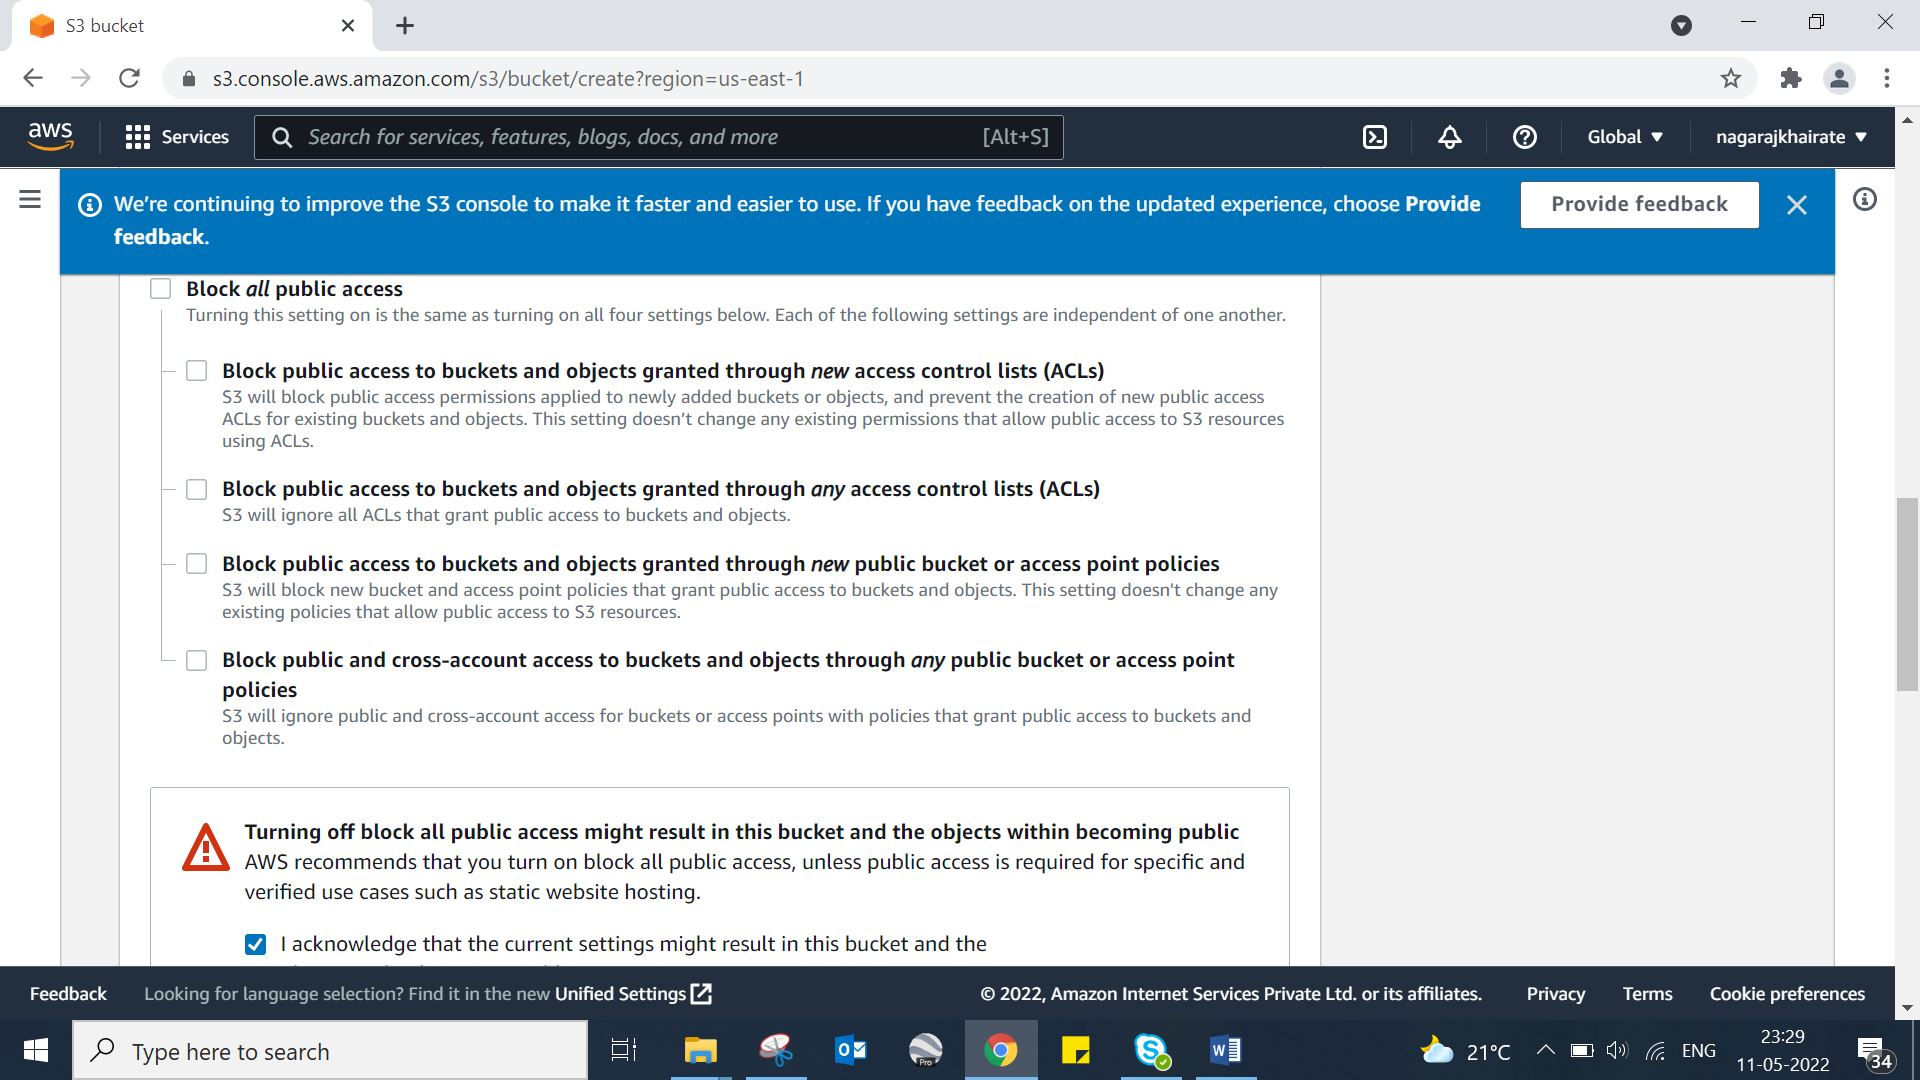 S3 bucket
s3.console.aws.amazon.com/s3/bucket/create?region=us-east-1
aws
Services
Search for services, features, blogs, docs, and more
[Alt+S]
Global
nagarajkhairate
We're continuing to improve the S3 console to make it faster and easier to use. If you have feedback on the updated experience, choose Provide
feedback.
Provide feedback
Block all public access
Turning this setting on is the same as turning on all four settings below. Each of the following settings are independent of one another.
Block public access to buckets and objects granted through new access control lists (ACLs)
S3 will block public access permissions applied to newly added buckets or objects, and prevent the creation of new public access
ACLs for existing buckets and objects. This setting doesn't change any existing permissions that allow public access to S3 resources
using ACLs.
Block public access to buckets and objects granted through any access control lists (ACLs)
S3 will ignore all ACLs that grant public access to buckets and objects.
Block public access to buckets and objects granted through new public bucket or access point policies
S3 will block new bucket and access point policies that grant public access to buckets and objects. This setting doesn't change any
existing policies that allow public access to S3 resources.
Block public and cross-account access to buckets and objects through any public bucket or access point
policies
S3 will ignore public and cross-account access for buckets or access points with policies that grant public access to buckets and
objects.
Turning off block all public access might result in this bucket and the objects within becoming public
AWS recommends that you turn on block all public access, unless public access is required for specific and
verified use cases such as static website hosting.
I acknowledge that the current settings might result in this bucket and the
Feedback
Looking for language selection? Find it in the new Unified Settings
© 2022, Amazon Internet Services Private Ltd. or its affiliates.
Privacy
Terms
Cookie preferences
Type here to search
Pro
21°C
ENG
23:29
11-05-2022
34